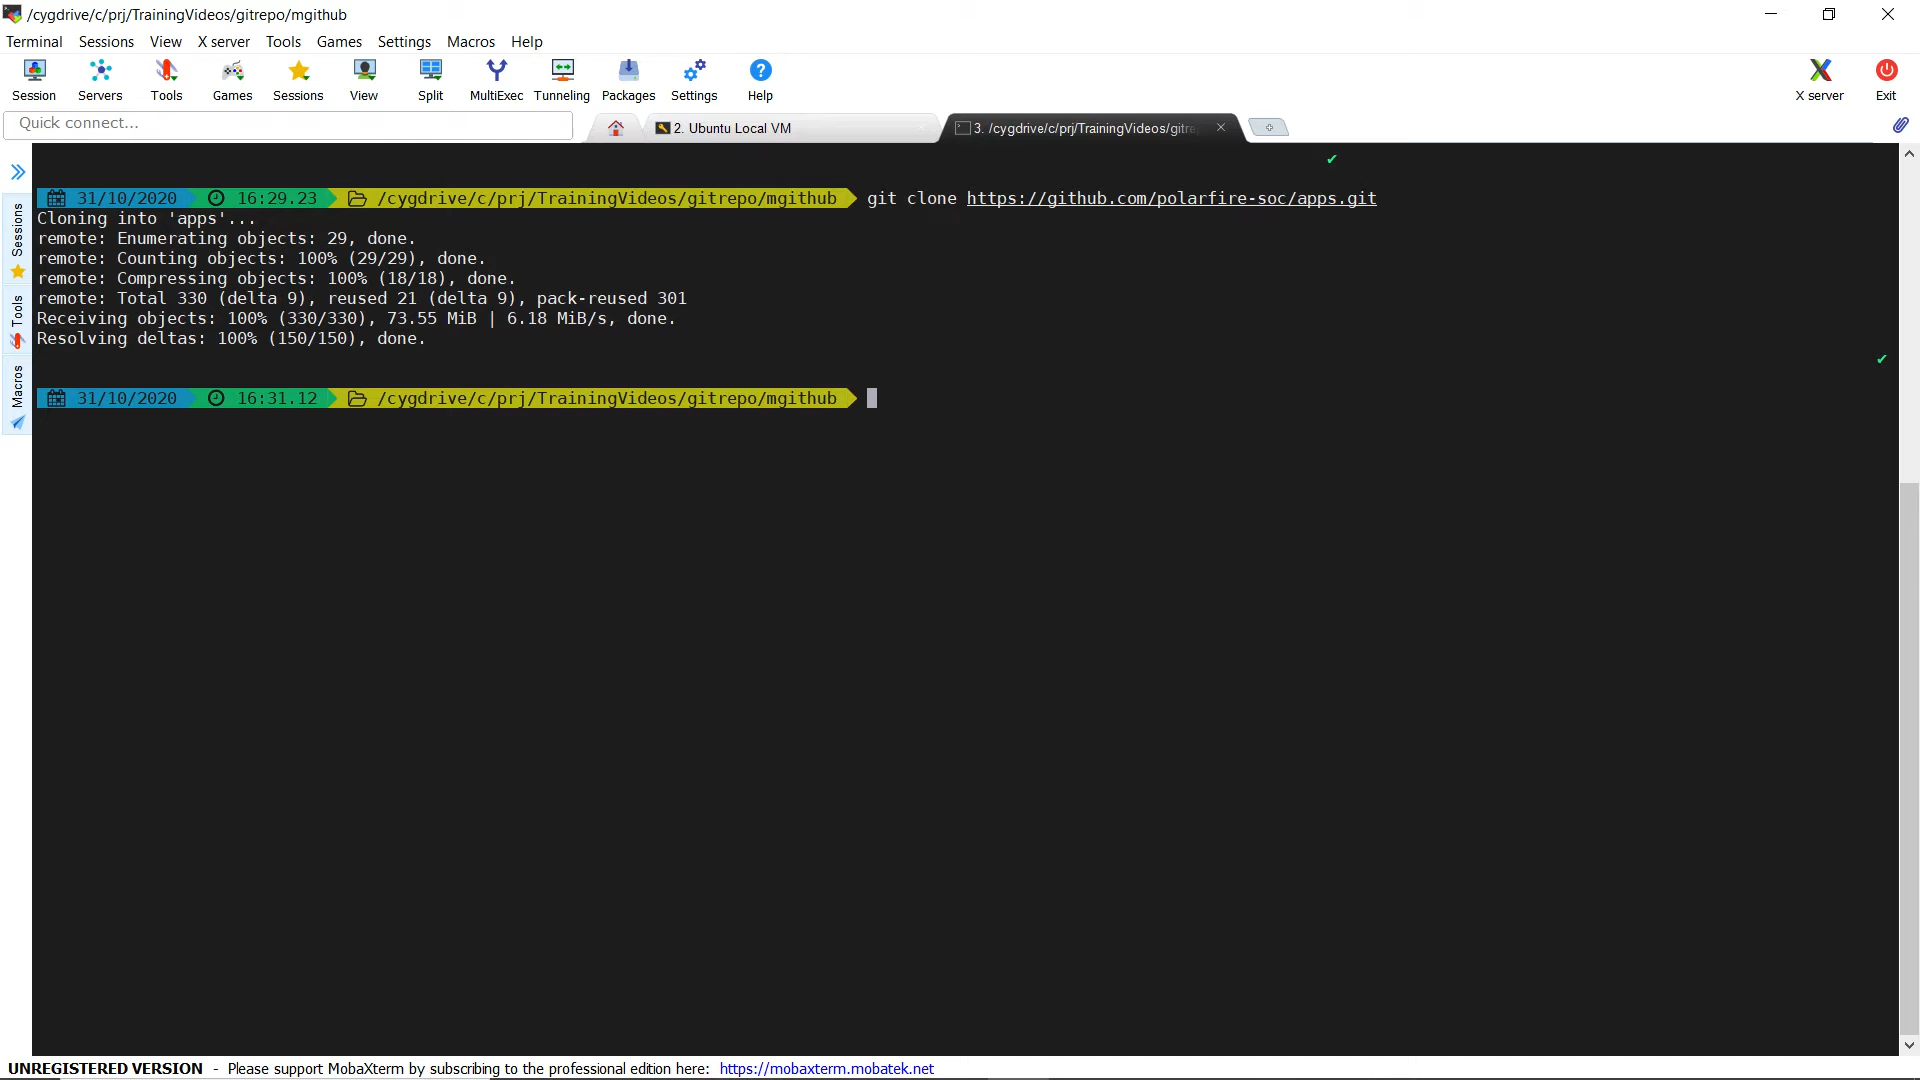 /cygdrive/c/prj/TrainingVideos/gitrepo/mgithub
Terminal Sessions View X server Tools Games Settings Macros Help
Session Servers Tools Games Sessions View Split MultiExec Tunneling Packages Settings Help X server Exit
Quick connect...
2. Ubuntu Local VM
3. /cygdrive/c/prj/TrainingVideos/gitre
Sessions
Tools
Macros
31/10/2020 16:29.23 /cygdrive/c/prj/TrainingVideos/gitrepo/mgithub git clone https://github.com/polarfire-soc/apps.git
Cloning into 'apps'...
remote: Enumerating objects: 29, done.
remote: Counting objects: 100% (29/29), done.
remote: Compressing objects: 100% (18/18), done.
remote: Total 330 (delta 9), reused 21 (delta 9), pack-reused 301
Receiving objects: 100% (330/330), 73.55 MiB | 6.18 MiB/s, done.
Resolving deltas: 100% (150/150), done.
31/10/2020 16:31.12 /cygdrive/c/prj/TrainingVideos/gitrepo/mgithub
UNREGISTERED VERSION - Please support MobaXterm by subscribing to the professional edition here: https://mobaxterm.mobatek.net